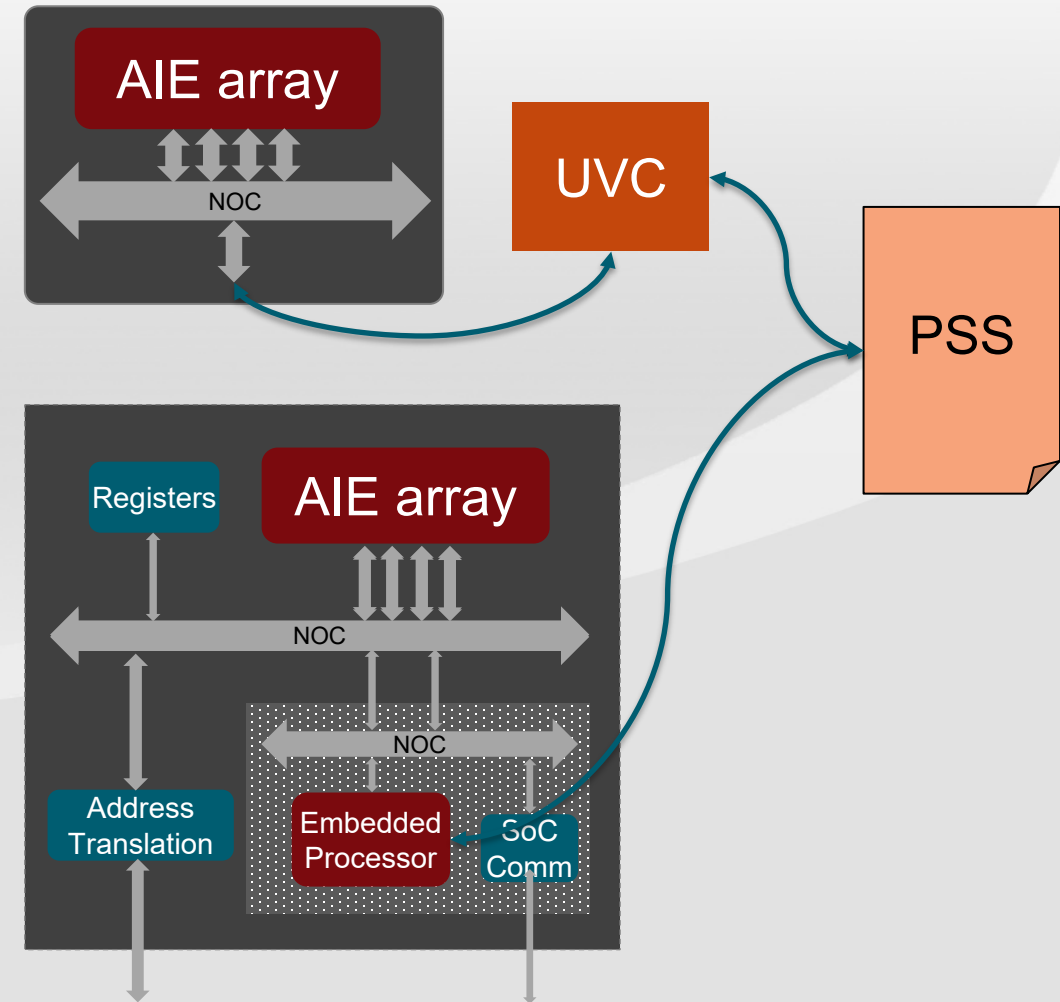 AIE array
NOC
UVC
PSS
Registers
AIE array
NOC
NOC
Address
Translation
Embedded
Processor
SoC
Comm